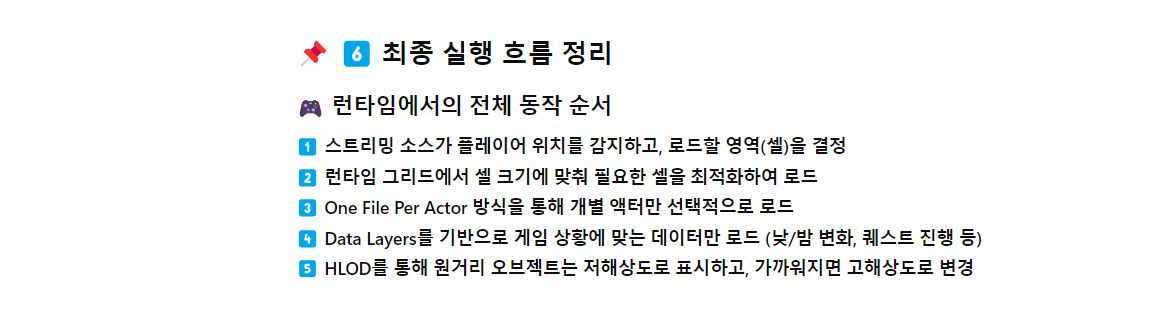 📌 6️⃣ 최종 실행 흐름 정리
🎮 런타임에서의 전체 동작 순서
1️⃣ 스트리밍 소스가 플레이어 위치를 감지하고, 로드할 영역(셀)을 결정
2️⃣ 런타임 그리드에서 셀 크기에 맞춰 필요한 셀을 최적화하여 로드
3️⃣ One File Per Actor 방식을 통해 개별 액터만 선택적으로 로드
4️⃣ Data Layers를 기반으로 게임 상황에 맞는 데이터만 로드 (낮/밤 변화, 퀘스트 진행 등)
5️⃣ HLOD를 통해 원거리 오브젝트는 저해상도로 표시하고, 가까워지면 고해상도로 변경